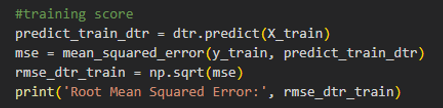 #training score
predict_train_dtr = dtr.predict(X_train)
mse = mean_squared_error(y_train, predict_train_dtr)
rmse_dtr_train = np.sqrt(mse)
print('Root Mean Squared Error:', rmse_dtr_train)